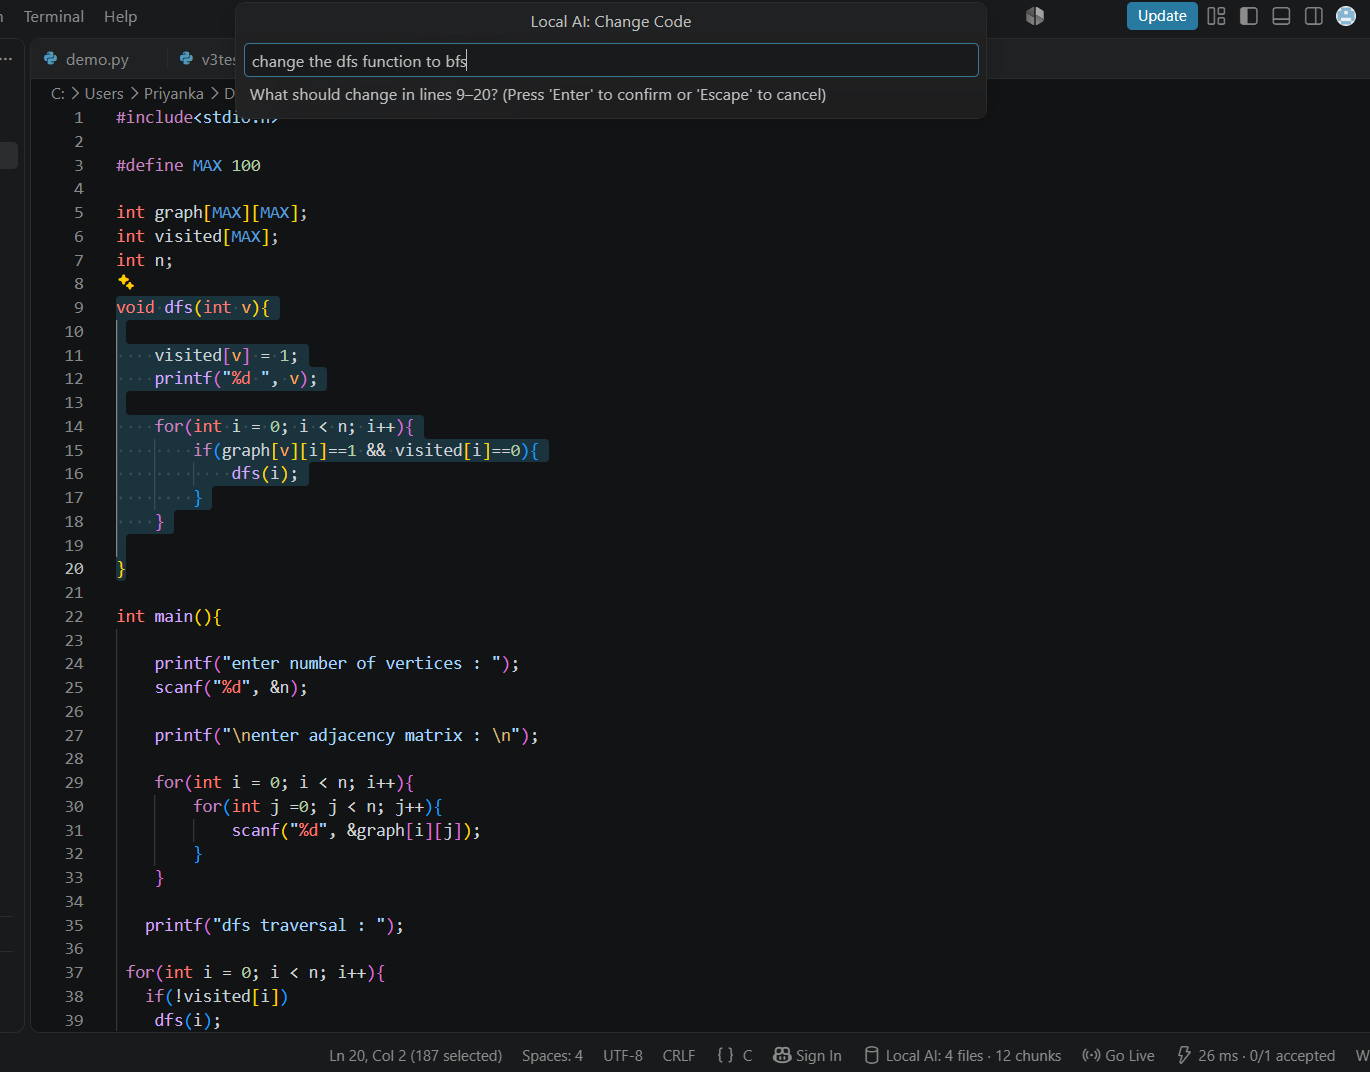 Terminal Help
Local AI: Change Code
Update
change the dfs function to bfs
What should change in lines 9–20? (Press 'Enter' to confirm or 'Escape' to cancel)
demo.py
C: > Users > Priyanka > D
1 #include<stdio.h>
2
3 #define MAX 100
4
5 int graph[MAX][MAX];
6 int visited[MAX];
7 int n;
8
9 void dfs(int v){
10
11 visited[v] = 1;
12 printf("%d ", v);
13
14 for(int i = 0; i < n; i++){
15 if(graph[v][i]==1 && visited[i]==0){
16 dfs(i);
17 }
18 }
19
20 }
21
22 int main(){
23
24 printf("enter number of vertices : ");
25 scanf("%d", &n);
26
27 printf("\nenter adjacency matrix : \n");
28
29 for(int i = 0; i < n; i++){
30 for(int j =0; j < n; j++){
31 scanf("%d", &graph[i][j]);
32 }
33 }
34
35 printf("dfs traversal : ");
36
37 for(int i = 0; i < n; i++){
38 if(!visited[i])
39 dfs(i);
Ln 20, Col 2 (187 selected) Spaces: 4 UTF-8 CRLF { } C Sign In Local AI: 4 files · 12 chunks Go Live 26 ms · 0/1 accepted